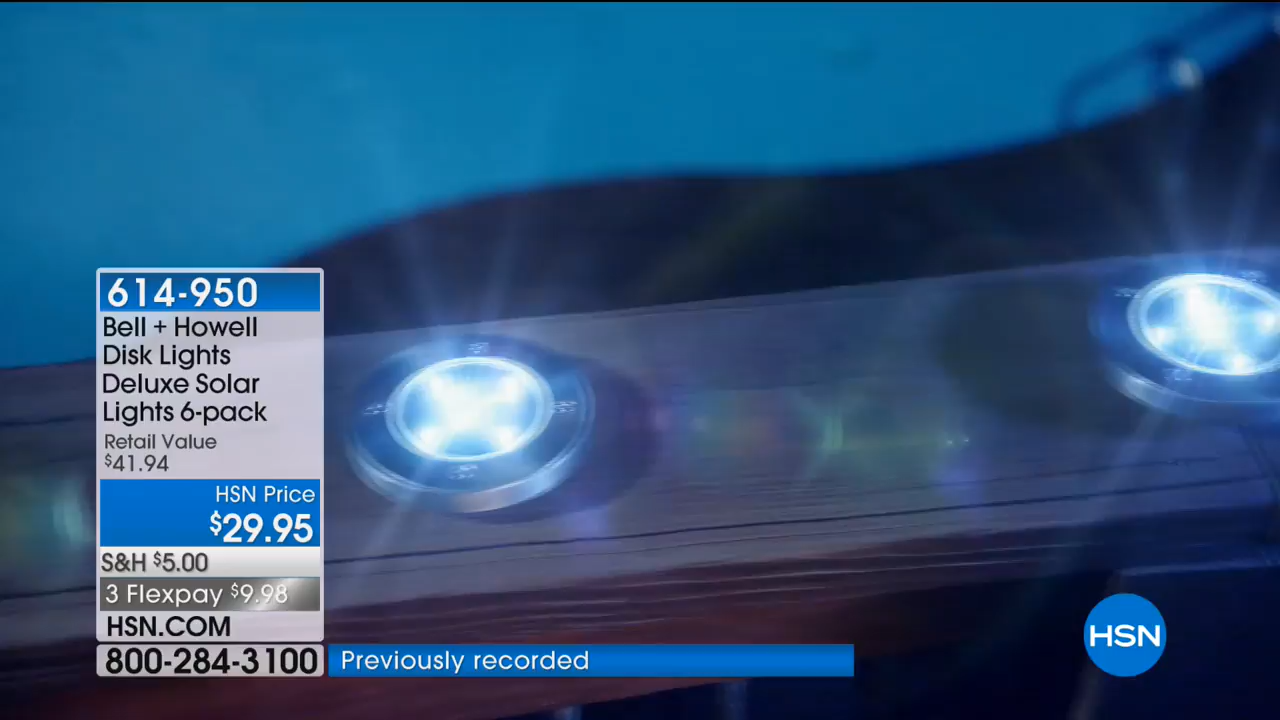 614-950
Bell + Howell
Disk Lights
Deluxe Solar
Lights 6-pack
Retail Value
$41.94
HSN Price
$29.95
S&H $5.00
3 Flexpay $9.98
HSN.COM
800-284-3100
Previously recorded
HSN